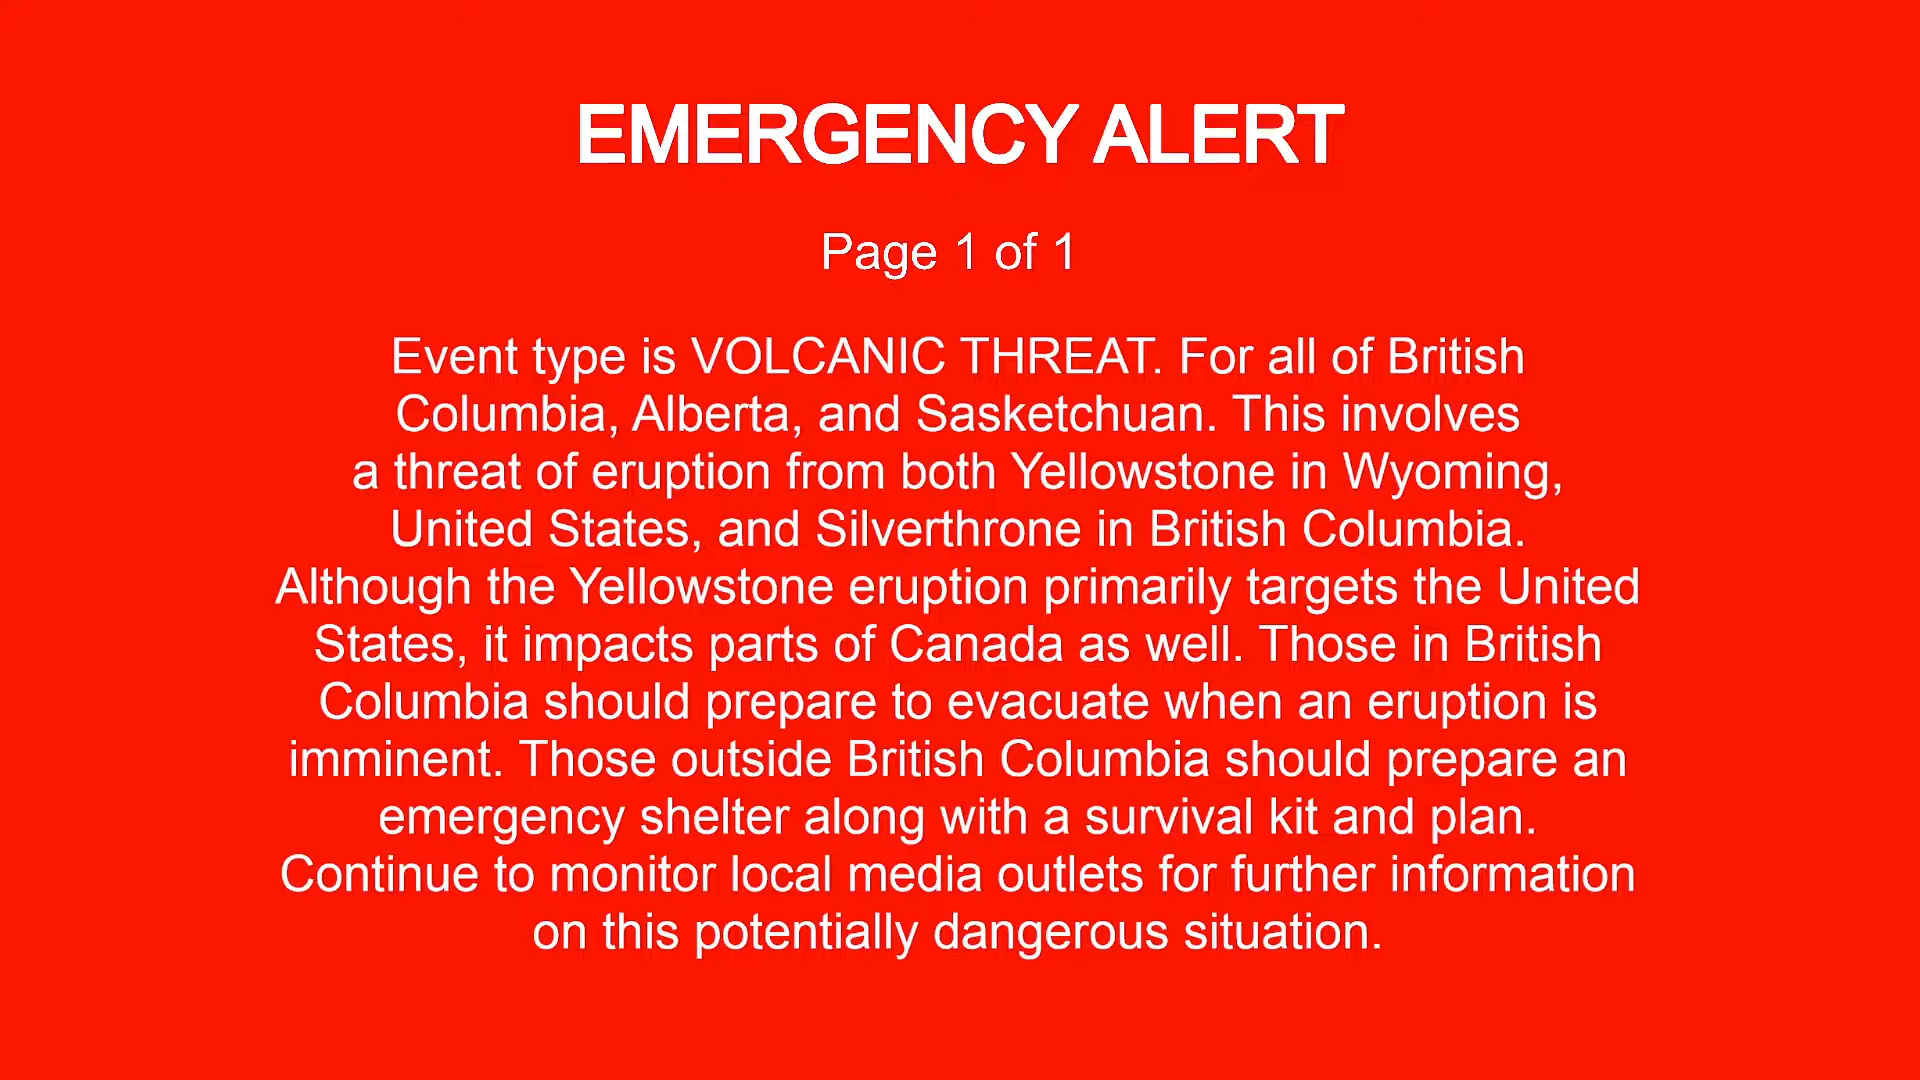 EMERGENCY ALERT
Page 1 of 1
Event type is VOLCANIC THREAT. For all of British
Columbia, Alberta, and Sasketchuan. This involves
a threat of eruption from both Yellowstone in Wyoming,
United States, and Silverthrone in British Columbia.
Although the Yellowstone eruption primarily targets the United
States, it impacts parts of Canada as well. Those in British
Columbia should prepare to evacuate when an eruption is
imminent. Those outside British Columbia should prepare an
emergency shelter along with a survival kit and plan.
Continue to monitor local media outlets for further information
on this potentially dangerous situation.